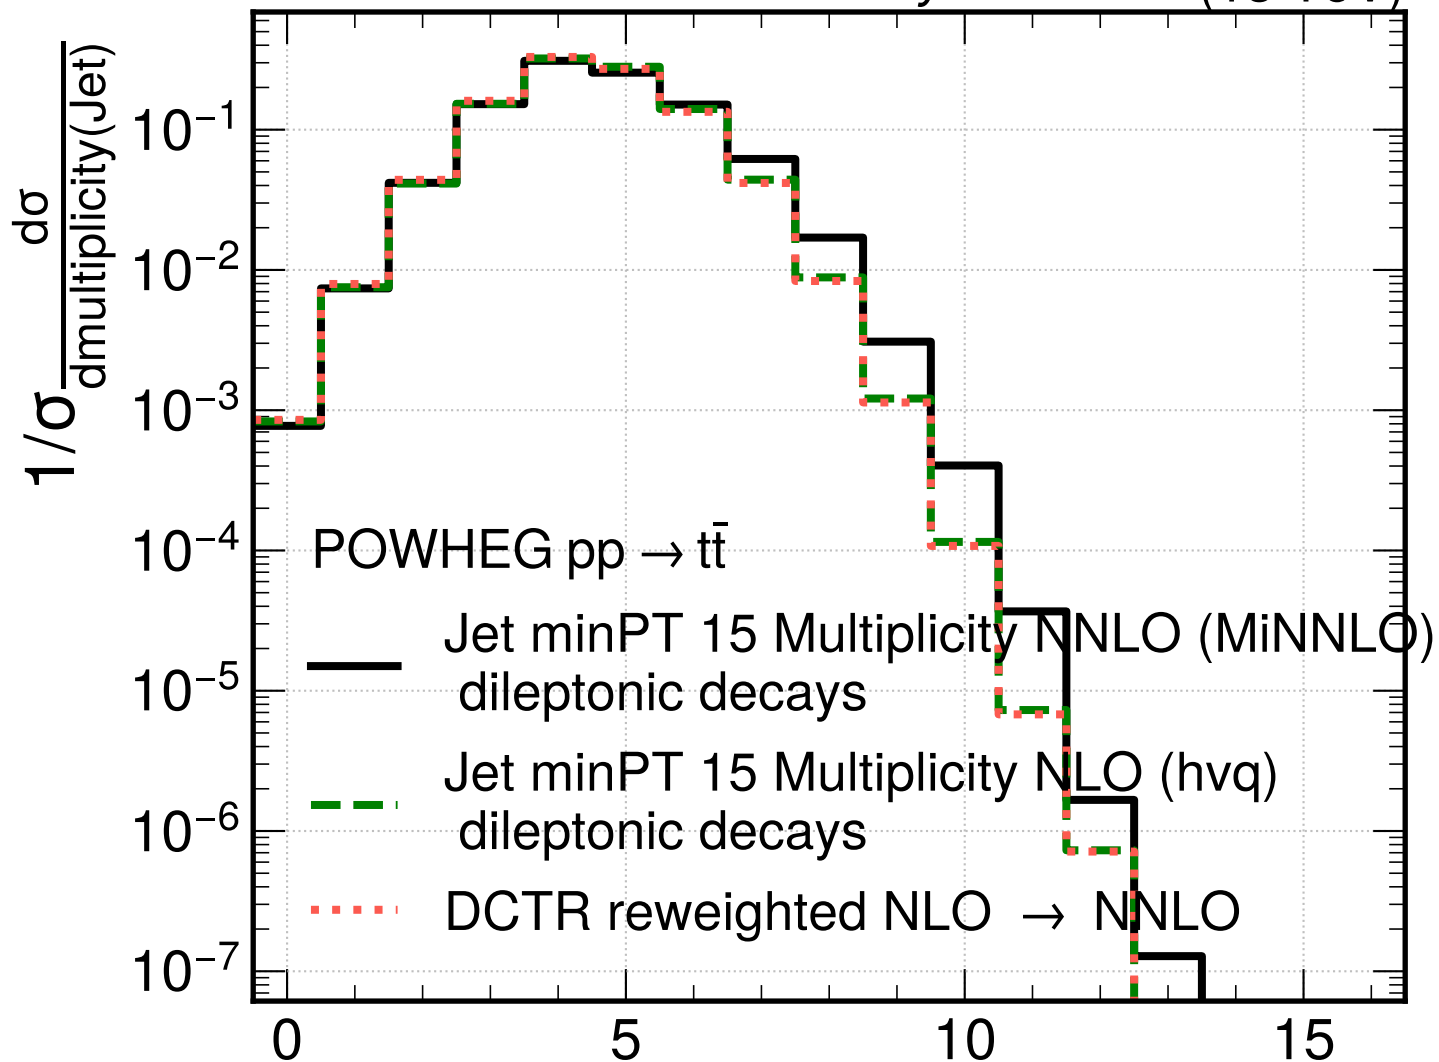 1/σ dσ
dmultiplicity(Jet)
10⁻¹
10⁻²
10⁻³
10⁻⁴
10⁻⁵
10⁻⁶
10⁻⁷
POWHEG pp → tt̄
Jet minPT 15 Multiplicity NNLO (MiNNLO)
dileptonic decays
Jet minPT 15 Multiplicity NLO (hvq)
dileptonic decays
DCTR reweighted NLO → NNLO
0 5 10 15